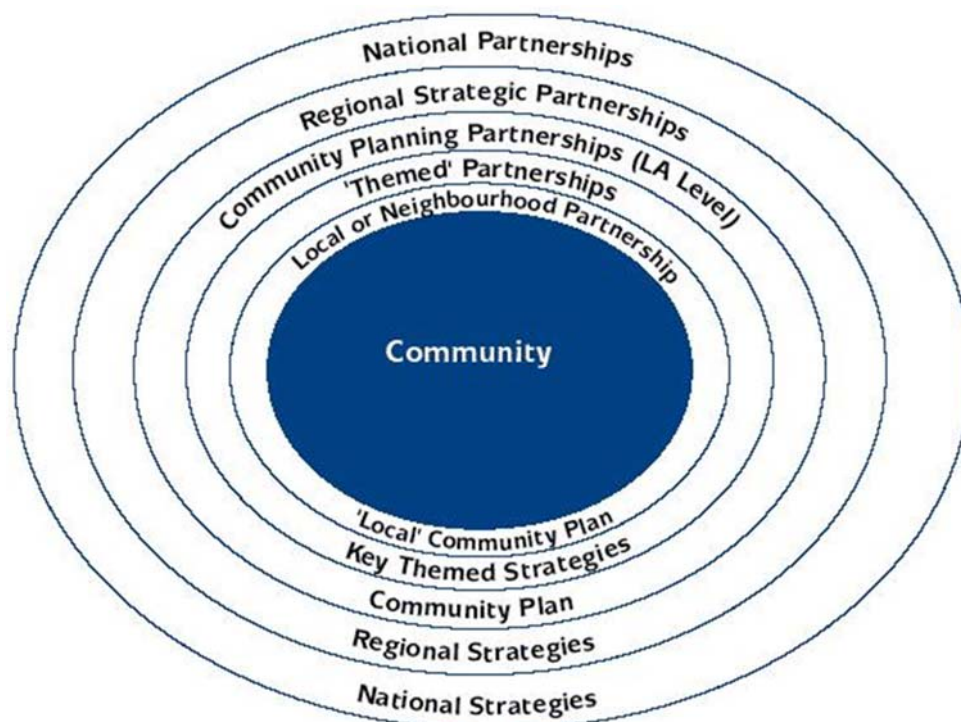 National Partnerships
Regional Strategic Partnerships
Community Planning Partnerships (LA Level)
'Themed' Partnerships
Local or Neighbourhood Partnership
Community
'Local' Community Plan
Key Themed Strategies
Community Plan
Regional Strategies
National Strategies